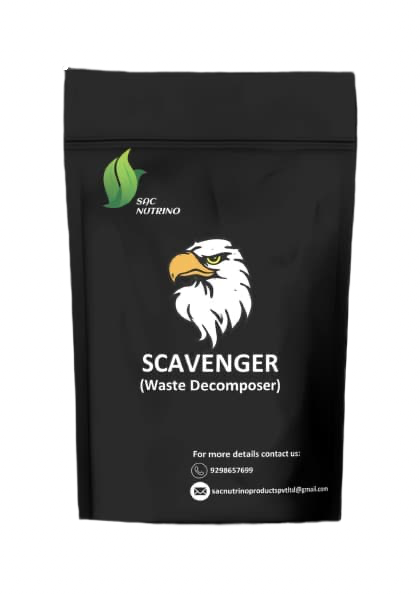 SAC
NUTRINO
SCAVENGER
(Waste Decomposer)
For more details contact us:
9298657699
sacnutrinoproductspvtltd@gmail.com